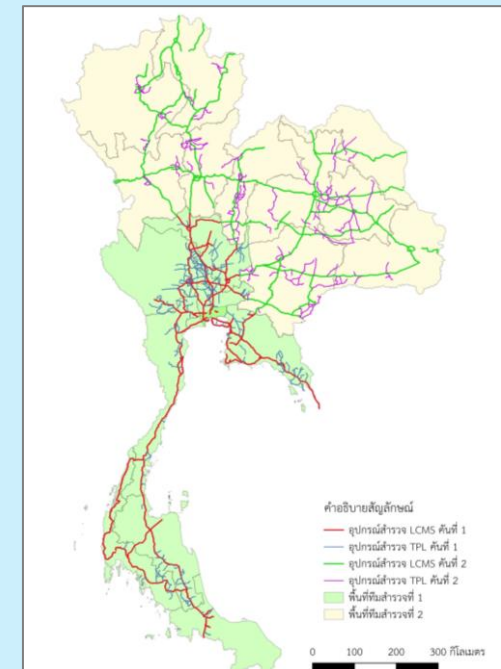 คำอธิบายสัญลักษณ์
อุปกรณ์สำรวจ LCMS คันที่ 1
อุปกรณ์สำรวจ TPL คันที่ 1
อุปกรณ์สำรวจ LCMS คันที่ 2
อุปกรณ์สำรวจ TPL คันที่ 2
พื้นที่ทีมสำรวจที่ 1
พื้นที่ทีมสำรวจที่ 2
0 100 200 300 กิโลเมตร